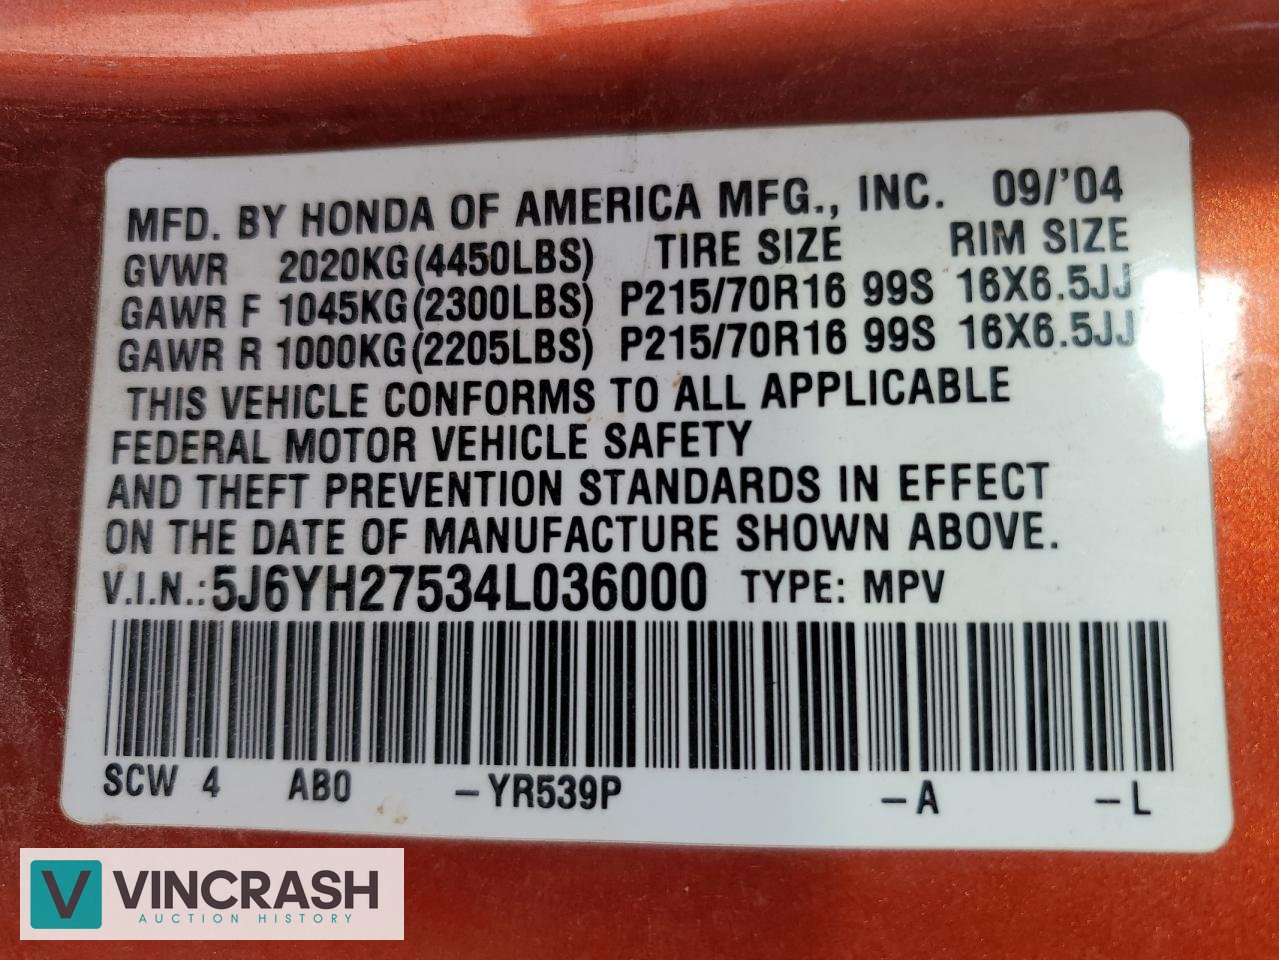 MFD. BY HONDA OF AMERICA MFG., INC. 09/'04
GVWR 2020KG(4450LBS) TIRE SIZE RIM SIZE
GAWR F 1045KG(2300LBS) P215/70R16 99S 16X6.5JJ
GAWR R 1000KG(2205LBS) P215/70R16 99S 16X6.5JJ
THIS VEHICLE CONFORMS TO ALL APPLICABLE
FEDERAL MOTOR VEHICLE SAFETY
AND THEFT PREVENTION STANDARDS IN EFFECT
ON THE DATE OF MANUFACTURE SHOWN ABOVE.
V.I.N.:5J6YH27534L036000 TYPE: MPV
SCW 4 AB0 -YR539P -A -L
V VINCRASH
AUCTION HISTORY